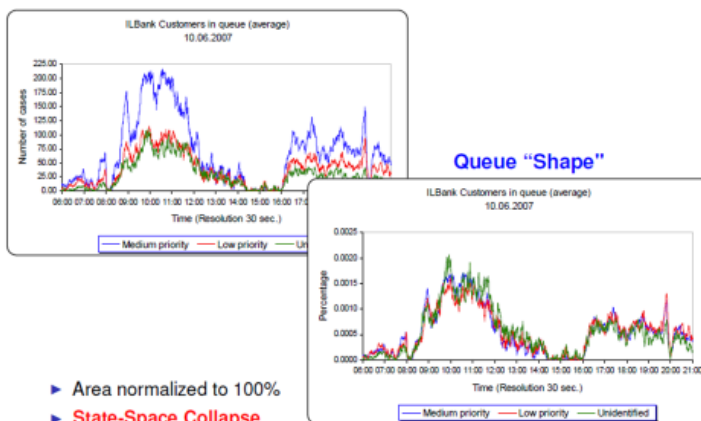 ILBank Customers in queue (average)
10.06.2007
Number of cases
225.00
200.00
175.00
150.00
125.00
100.00
75.00
50.00
25.00
0.00
06:00 07:00 08:00 09:00 10:00 11:00 12:00 13:00 14:00 15:00 16:00
Time (Resolution 30 sec.)
Medium priority Low priority
Queue “Shape”
ILBank Customers in queue (average)
10.06.2007
Percentage
0.0025
0.0020
0.0015
0.0010
0.0005
0.0000
06:00 07:00 08:00 09:00 10:00 11:00 12:00 13:00 14:00 15:00 16:00 17:00 18:00 19:00 20:00 21:00
Time (Resolution 30 sec.)
Medium priority Low priority Unidentified
► Area normalized to 100%
► State-Space Collapse